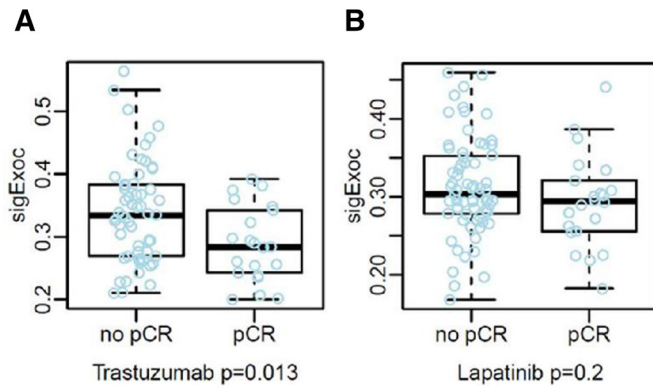 A
B
sigExoc
0.5
0.4
0.3
0.2
no pCR
pCR
Trastuzumab p=0.013
sigExoc
0.40
0.30
0.20
no pCR
pCR
Lapatinib p=0.2